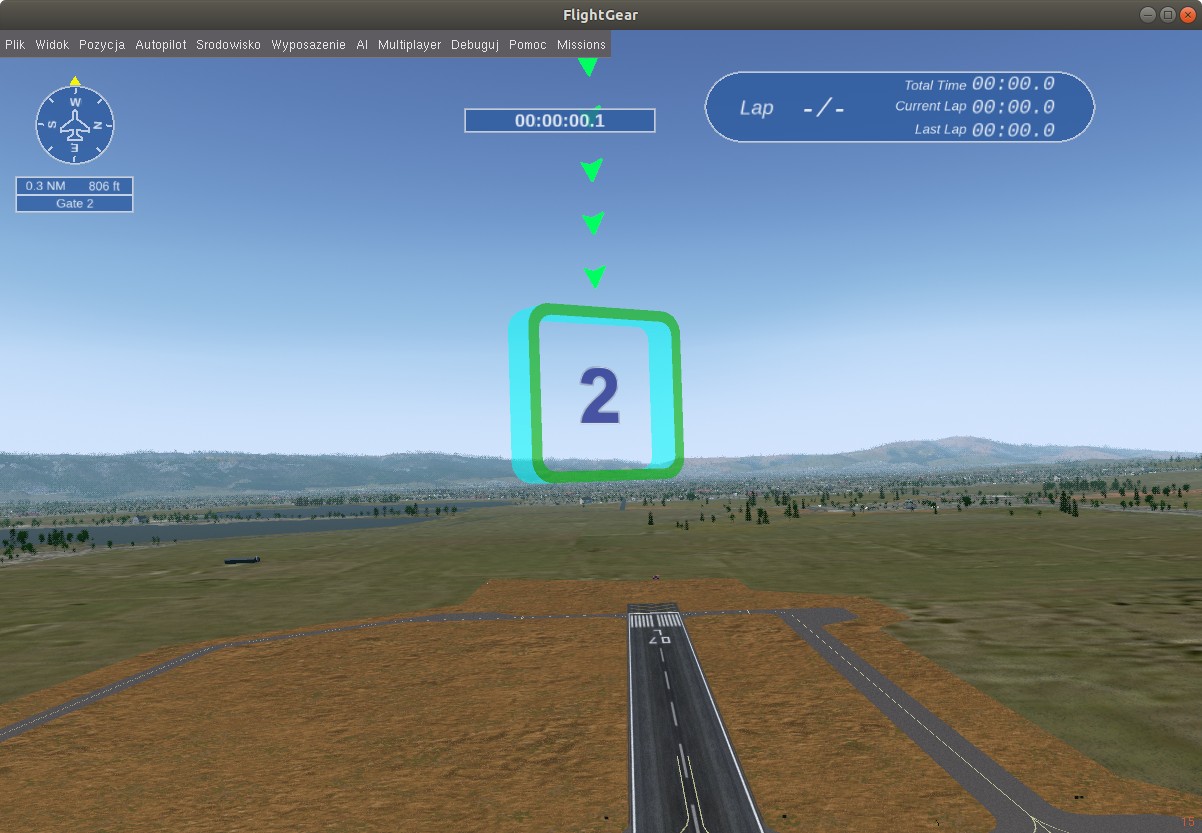 FlightGear
Plik Widok Pozycja Autopilot Srodowisko Wyposazenie AI Multiplayer Debuguj Pomoc Missions
W
S N
E
0.3 NM 806 ft
Gate 2
00:00:00.1
Lap -/-
Total Time 00:00.0
Current Lap 00:00.0
Last Lap 00:00.0
2
07
L
15